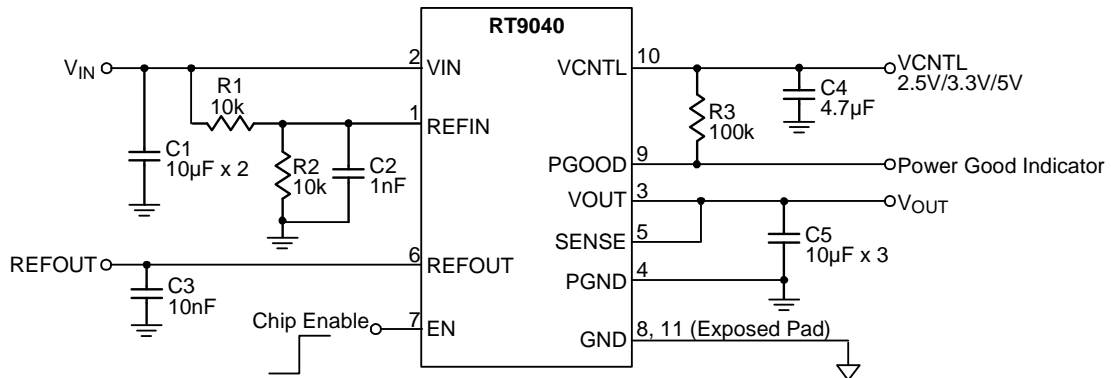 RT9040
V_IN
2
VIN
R1
10k
1
REFIN
C1
10µF x 2
R2
10k
C2
1nF
REFOUT
6
REFOUT
C3
10nF
Chip Enable
7
EN
VCNTL
10
VCNTL
2.5V/3.3V/5V
C4
4.7µF
R3
100k
PGOOD
9
Power Good Indicator
VOUT
3
V_OUT
SENSE
5
C5
10µF x 3
PGND
4
GND
8, 11 (Exposed Pad)